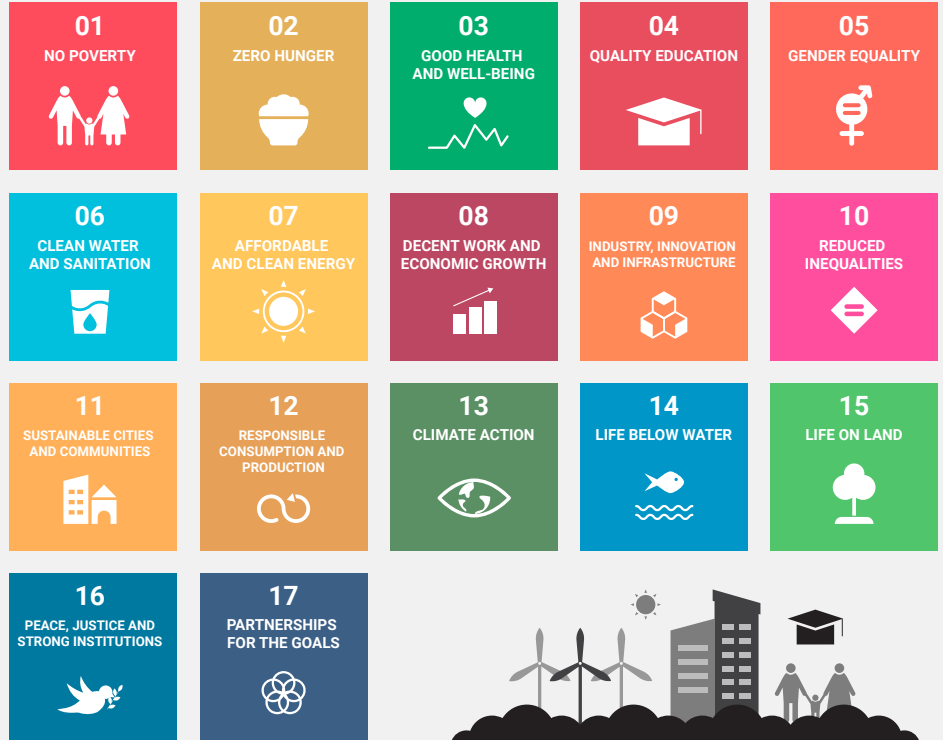 01
NO POVERTY
02
ZERO HUNGER
03
GOOD HEALTH
AND WELL-BEING
04
QUALITY EDUCATION
05
GENDER EQUALITY
06
CLEAN WATER
AND SANITATION
07
AFFORDABLE
AND CLEAN ENERGY
08
DECENT WORK AND
ECONOMIC GROWTH
09
INDUSTRY, INNOVATION
AND INFRASTRUCTURE
10
REDUCED
INEQUALITIES
11
SUSTAINABLE CITIES
AND COMMUNITIES
12
RESPONSIBLE
CONSUMPTION AND
PRODUCTION
13
CLIMATE ACTION
14
LIFE BELOW WATER
15
LIFE ON LAND
16
PEACE, JUSTICE AND
STRONG INSTITUTIONS
17
PARTNERSHIPS
FOR THE GOALS